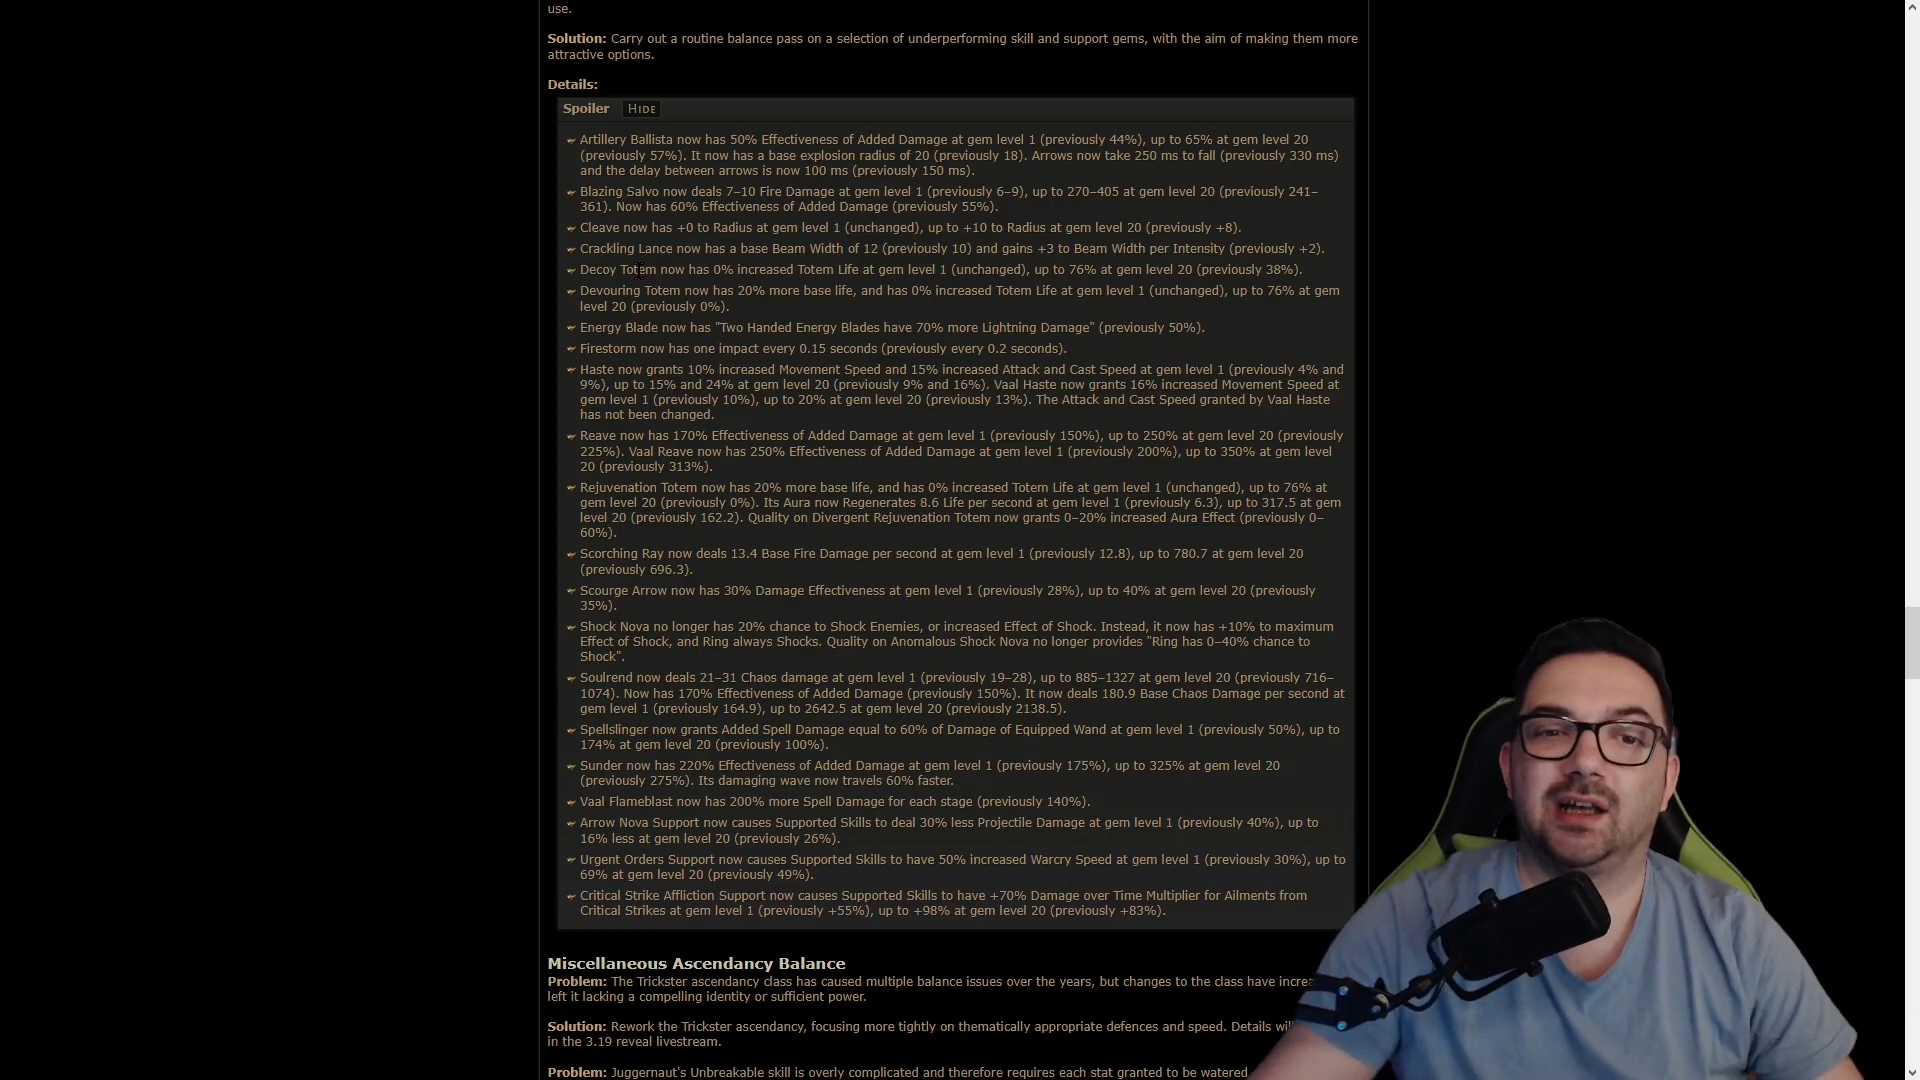 use.
Solution: Carry out a routine balance pass on a selection of underperforming skill and support gems, with the aim of making them more
attractive options.
Details:
Spoiler HIDE
Artillery Ballista now has 50% Effectiveness of Added Damage at gem level 1 (previously 44%), up to 65% at gem level 20
(previously 57%). It now has a base explosion radius of 20 (previously 18). Arrows now take 250 ms to fall (previously 330 ms)
and the delay between arrows is now 100 ms (previously 150 ms).
Blazing Salvo now deals 7–10 Fire Damage at gem level 1 (previously 6–9), up to 270–405 at gem level 20 (previously 241–
361). Now has 60% Effectiveness of Added Damage (previously 55%).
Cleave now has +0 to Radius at gem level 1 (unchanged), up to +10 to Radius at gem level 20 (previously +8).
Crackling Lance now has a base Beam Width of 12 (previously 10) and gains +3 to Beam Width per Intensity (previously +2).
Decoy Totem now has 0% increased Totem Life at gem level 1 (unchanged), up to 76% at gem level 20 (previously 38%).
Devouring Totem now has 20% more base life, and has 0% increased Totem Life at gem level 1 (unchanged), up to 76% at gem
level 20 (previously 0%).
Energy Blade now has "Two Handed Energy Blades have 70% more Lightning Damage" (previously 50%).
Firestorm now has one impact every 0.15 seconds (previously every 0.2 seconds).
Haste now grants 10% increased Movement Speed and 15% increased Attack and Cast Speed at gem level 1 (previously 4% and
9%), up to 15% and 24% at gem level 20 (previously 9% and 16%). Vaal Haste now grants 16% increased Movement Speed at
gem level 1 (previously 10%), up to 20% at gem level 20 (previously 13%). The Attack and Cast Speed granted by Vaal Haste
has not been changed.
Reave now has 170% Effectiveness of Added Damage at gem level 1 (previously 150%), up to 250% at gem level 20 (previously
225%). Vaal Reave now has 250% Effectiveness of Added Damage at gem level 1 (previously 200%), up to 350% at gem level
20 (previously 313%).
Rejuvenation Totem now has 20% more base life, and has 0% increased Totem Life at gem level 1 (unchanged), up to 76% at
gem level 20 (previously 0%). Its Aura now Regenerates 8.6 Life per second at gem level 1 (previously 6.3), up to 317.5 at gem
level 20 (previously 162.2). Quality on Divergent Rejuvenation Totem now grants 0–20% increased Aura Effect (previously 0–
60%).
Scorching Ray now deals 13.4 Base Fire Damage per second at gem level 1 (previously 12.8), up to 780.7 at gem level 20
(previously 696.3).
Scourge Arrow now has 30% Damage Effectiveness at gem level 1 (previously 28%), up to 40% at gem level 20 (previously
35%).
Shock Nova no longer has 20% chance to Shock Enemies, or increased Effect of Shock. Instead, it now has +10% to maximum
Effect of Shock, and Ring always Shocks. Quality on Anomalous Shock Nova no longer provides "Ring has 0–40% chance to
Shock".
Soulrend now deals 21–31 Chaos damage at gem level 1 (previously 19–28), up to 885–1327 at gem level 20 (previously 716–
1074). Now has 170% Effectiveness of Added Damage (previously 150%). It now deals 180.9 Base Chaos Damage per second at
gem level 1 (previously 164.9), up to 2642.5 at gem level 20 (previously 2138.5).
Spellslinger now grants Added Spell Damage equal to 60% of Damage of Equipped Wand at gem level 1 (previously 50%), up to
174% at gem level 20 (previously 100%).
Sunder now has 220% Effectiveness of Added Damage at gem level 1 (previously 175%), up to 325% at gem level 20
(previously 275%). Its damaging wave now travels 60% faster.
Vaal Flameblast now has 200% more Spell Damage for each stage (previously 140%).
Arrow Nova Support now causes Supported Skills to deal 30% less Projectile Damage at gem level 1 (previously 40%), up to
16% less at gem level 20 (previously 26%).
Urgent Orders Support now causes Supported Skills to have 50% increased Warcry Speed at gem level 1 (previously 30%), up to
69% at gem level 20 (previously 49%).
Critical Strike Affliction Support now causes Supported Skills to have +70% Damage over Time Multiplier for Ailments from
Critical Strikes at gem level 1 (previously +55%), up to +98% at gem level 20 (previously +83%).
Miscellaneous Ascendancy Balance
Problem: The Trickster ascendancy class has caused multiple balance issues over the years, but changes to the class have
left it lacking a compelling identity or sufficient power.
Solution: Rework the Trickster ascendancy, focusing more tightly on thematically appropriate defences and speed. Details
in the 3.19 reveal livestream.
Problem: Juggernaut's Unbreakable skill is overly complicated and therefore requires each stat granted to be watered